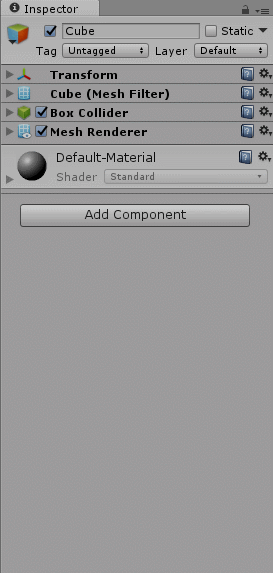 Inspector
Cube Static
Tag Untagged Layer Default
Transform
Cube (Mesh Filter)
Box Collider
Mesh Renderer
Default-Material
Shader Standard
Add Component